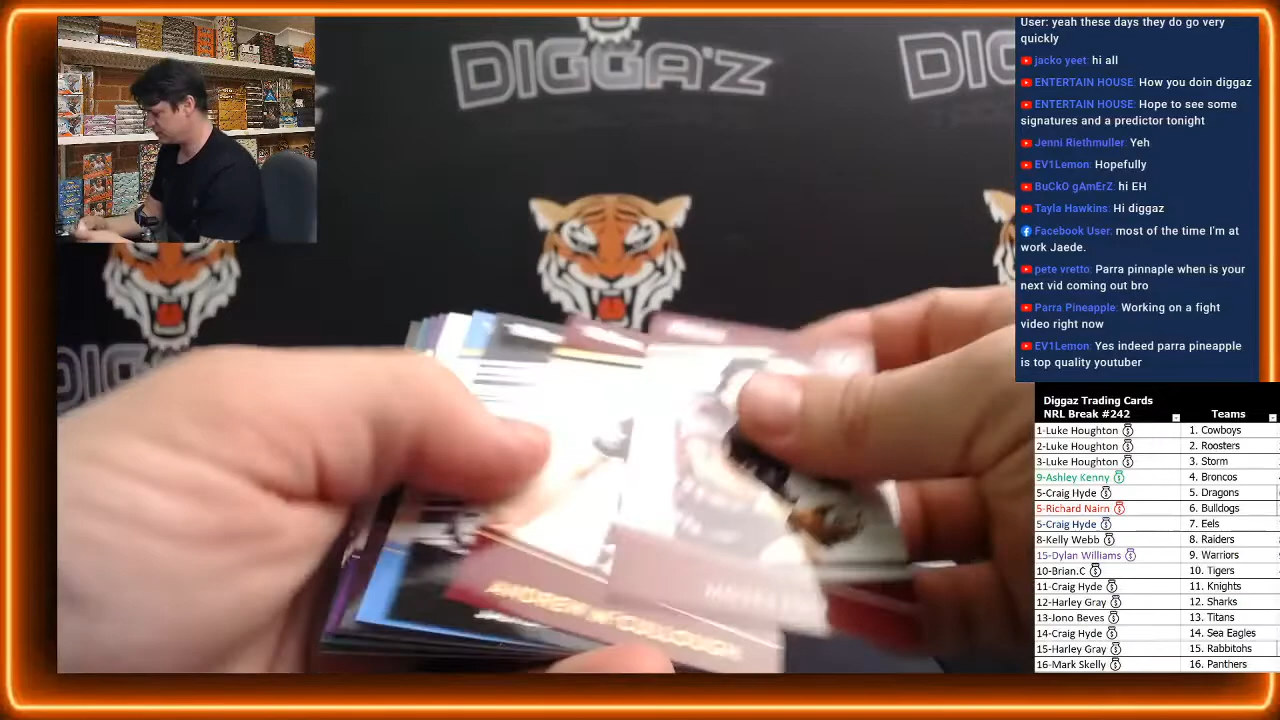 DIGGA'Z
DIGG
User: yeah these days they do go very
quickly
jacko yeet: hi all
ENTERTAIN HOUSE: How you doin diggaz
ENTERTAIN HOUSE: Hope to see some
signatures and a predictor tonight
Jenni Riethmuller: Yeh
EV1Lemon: Hopefully
BuCkO gAmErZ: hi EH
Tayla Hawkins: Hi diggaz
Facebook User: most of the time I'm at
work Jaede.
pete vretto: Parra pinnaple when is your
next vid coming out bro
Parra Pineapple: Working on a fight
video right now
EV1Lemon: Yes indeed parra pineapple
is top quality youtuber
Diggaz Trading Cards
NRL Break #242 Teams
1-Luke Houghton 1. Cowboys
2-Luke Houghton 2. Roosters
3-Luke Houghton 3. Storm
9-Ashley Kenny 4. Broncos
5-Craig Hyde 5. Dragons
5-Richard Nairn 6. Bulldogs
5-Craig Hyde 7. Eels
8-Kelly Webb 8. Raiders
15-Dylan Williams 9. Warriors
10-Brian.C 10. Tigers
11-Craig Hyde 11. Knights
12-Harley Gray 12. Sharks
13-Jono Beves 13. Titans
14-Craig Hyde 14. Sea Eagles
15-Harley Gray 15. Rabbitohs
16-Mark Skelly 16. Panthers
ANDREW MCCULLOUGH